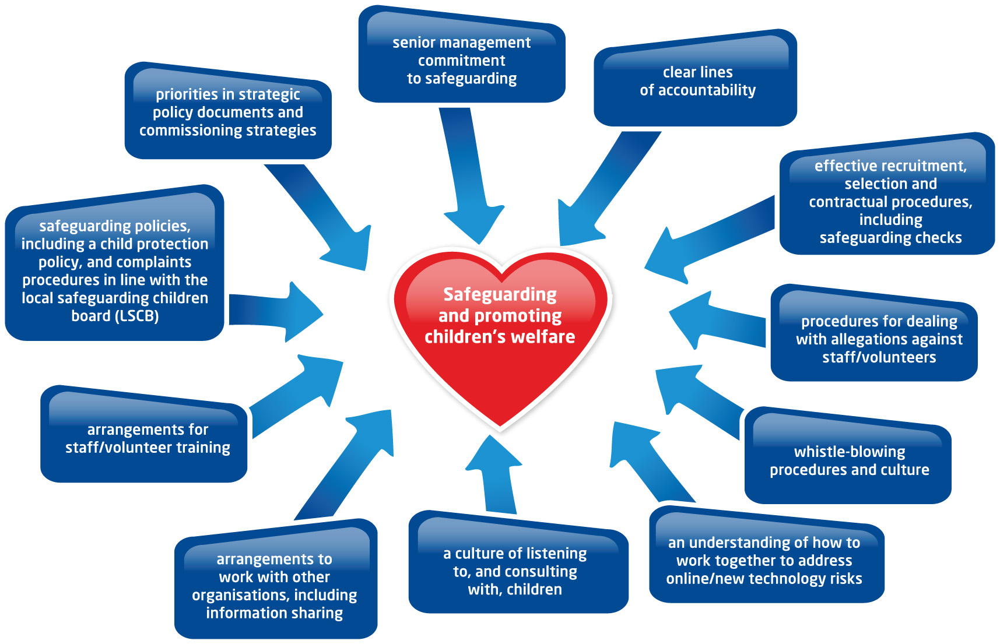 senior management
commitment
to safeguarding
clear lines
of accountability
priorities in strategic
policy documents and
commissioning strategies
effective recruitment,
selection and
contractual procedures,
including
safeguarding checks
safeguarding policies,
including a child protection
policy, and complaints
procedures in line with the
local safeguarding children
board (LSCB)
Safeguarding
and promoting
children’s welfare
procedures for dealing
with allegations against
staff/volunteers
arrangements for
staff/volunteer training
whistle-blowing
procedures and culture
arrangements to
work with other
organisations, including
information sharing
a culture of listening
to, and consulting
with, children
an understanding of how to
work together to address
online/new technology risks